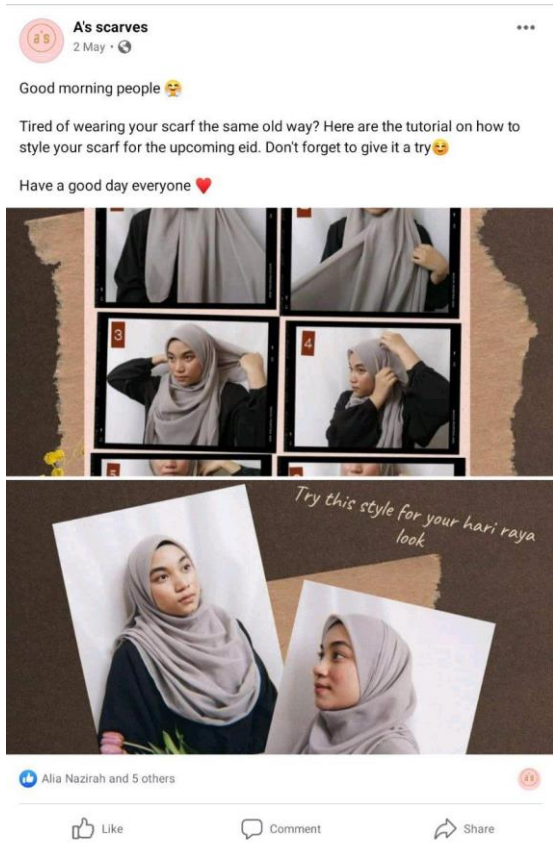 a's
A's scarves
2 May
Good morning people
Tired of wearing your scarf the same old way? Here are the tutorial on how to
style your scarf for the upcoming eid. Don't forget to give it a try
Have a good day everyone
3
4
5
Try this style for your hari raya
look
Alia Nazirah and 5 others
Like
Comment
Share